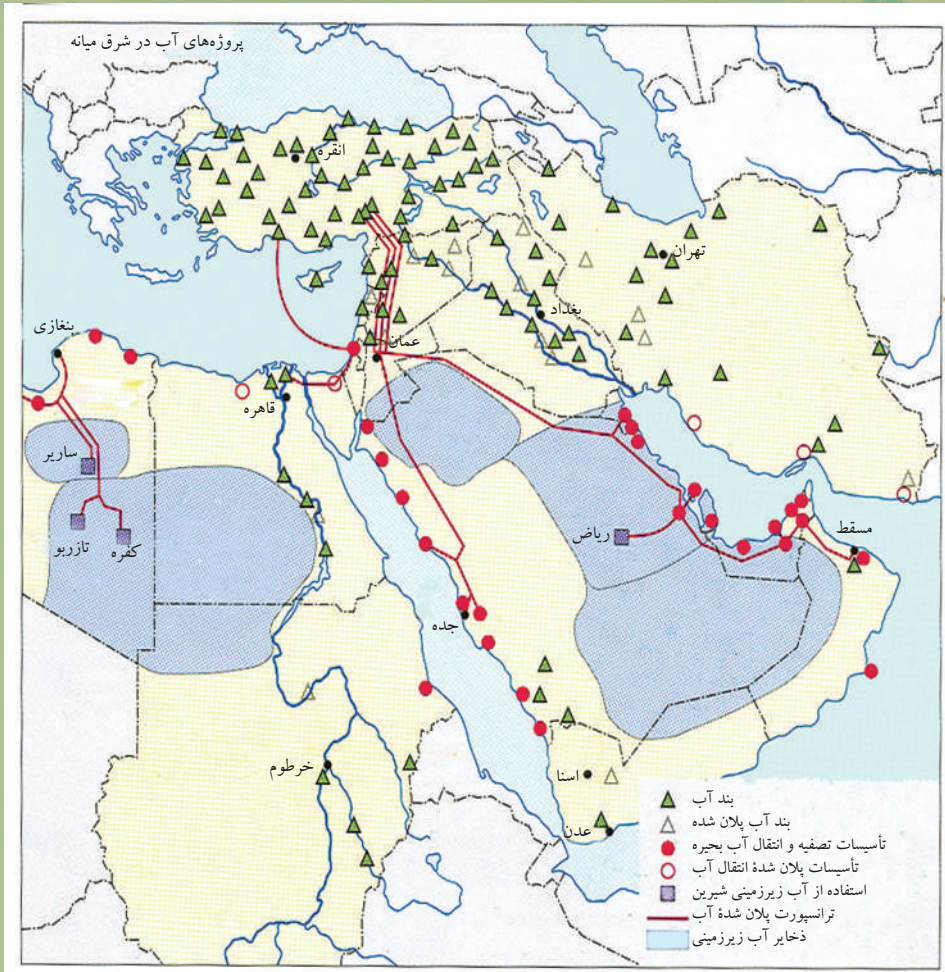 پروژه‌های آب در شرق میانه
انقره
تهران
بغداد
بنغازی
عمان
قاهره
ساریر
تازربو
کفره
ریاض
مسقط
جده
خرطوم
اسنا
عدن
بند آب
بند آب پلان شده
تأسیسات تصفیه و انتقال آب بحیره
تأسیسات پلان شدهٔ انتقال آب
استفاده از آب زیرزمینی شیرین
ترانسپورت پلان شدهٔ آب
ذخایر آب زیرزمینی